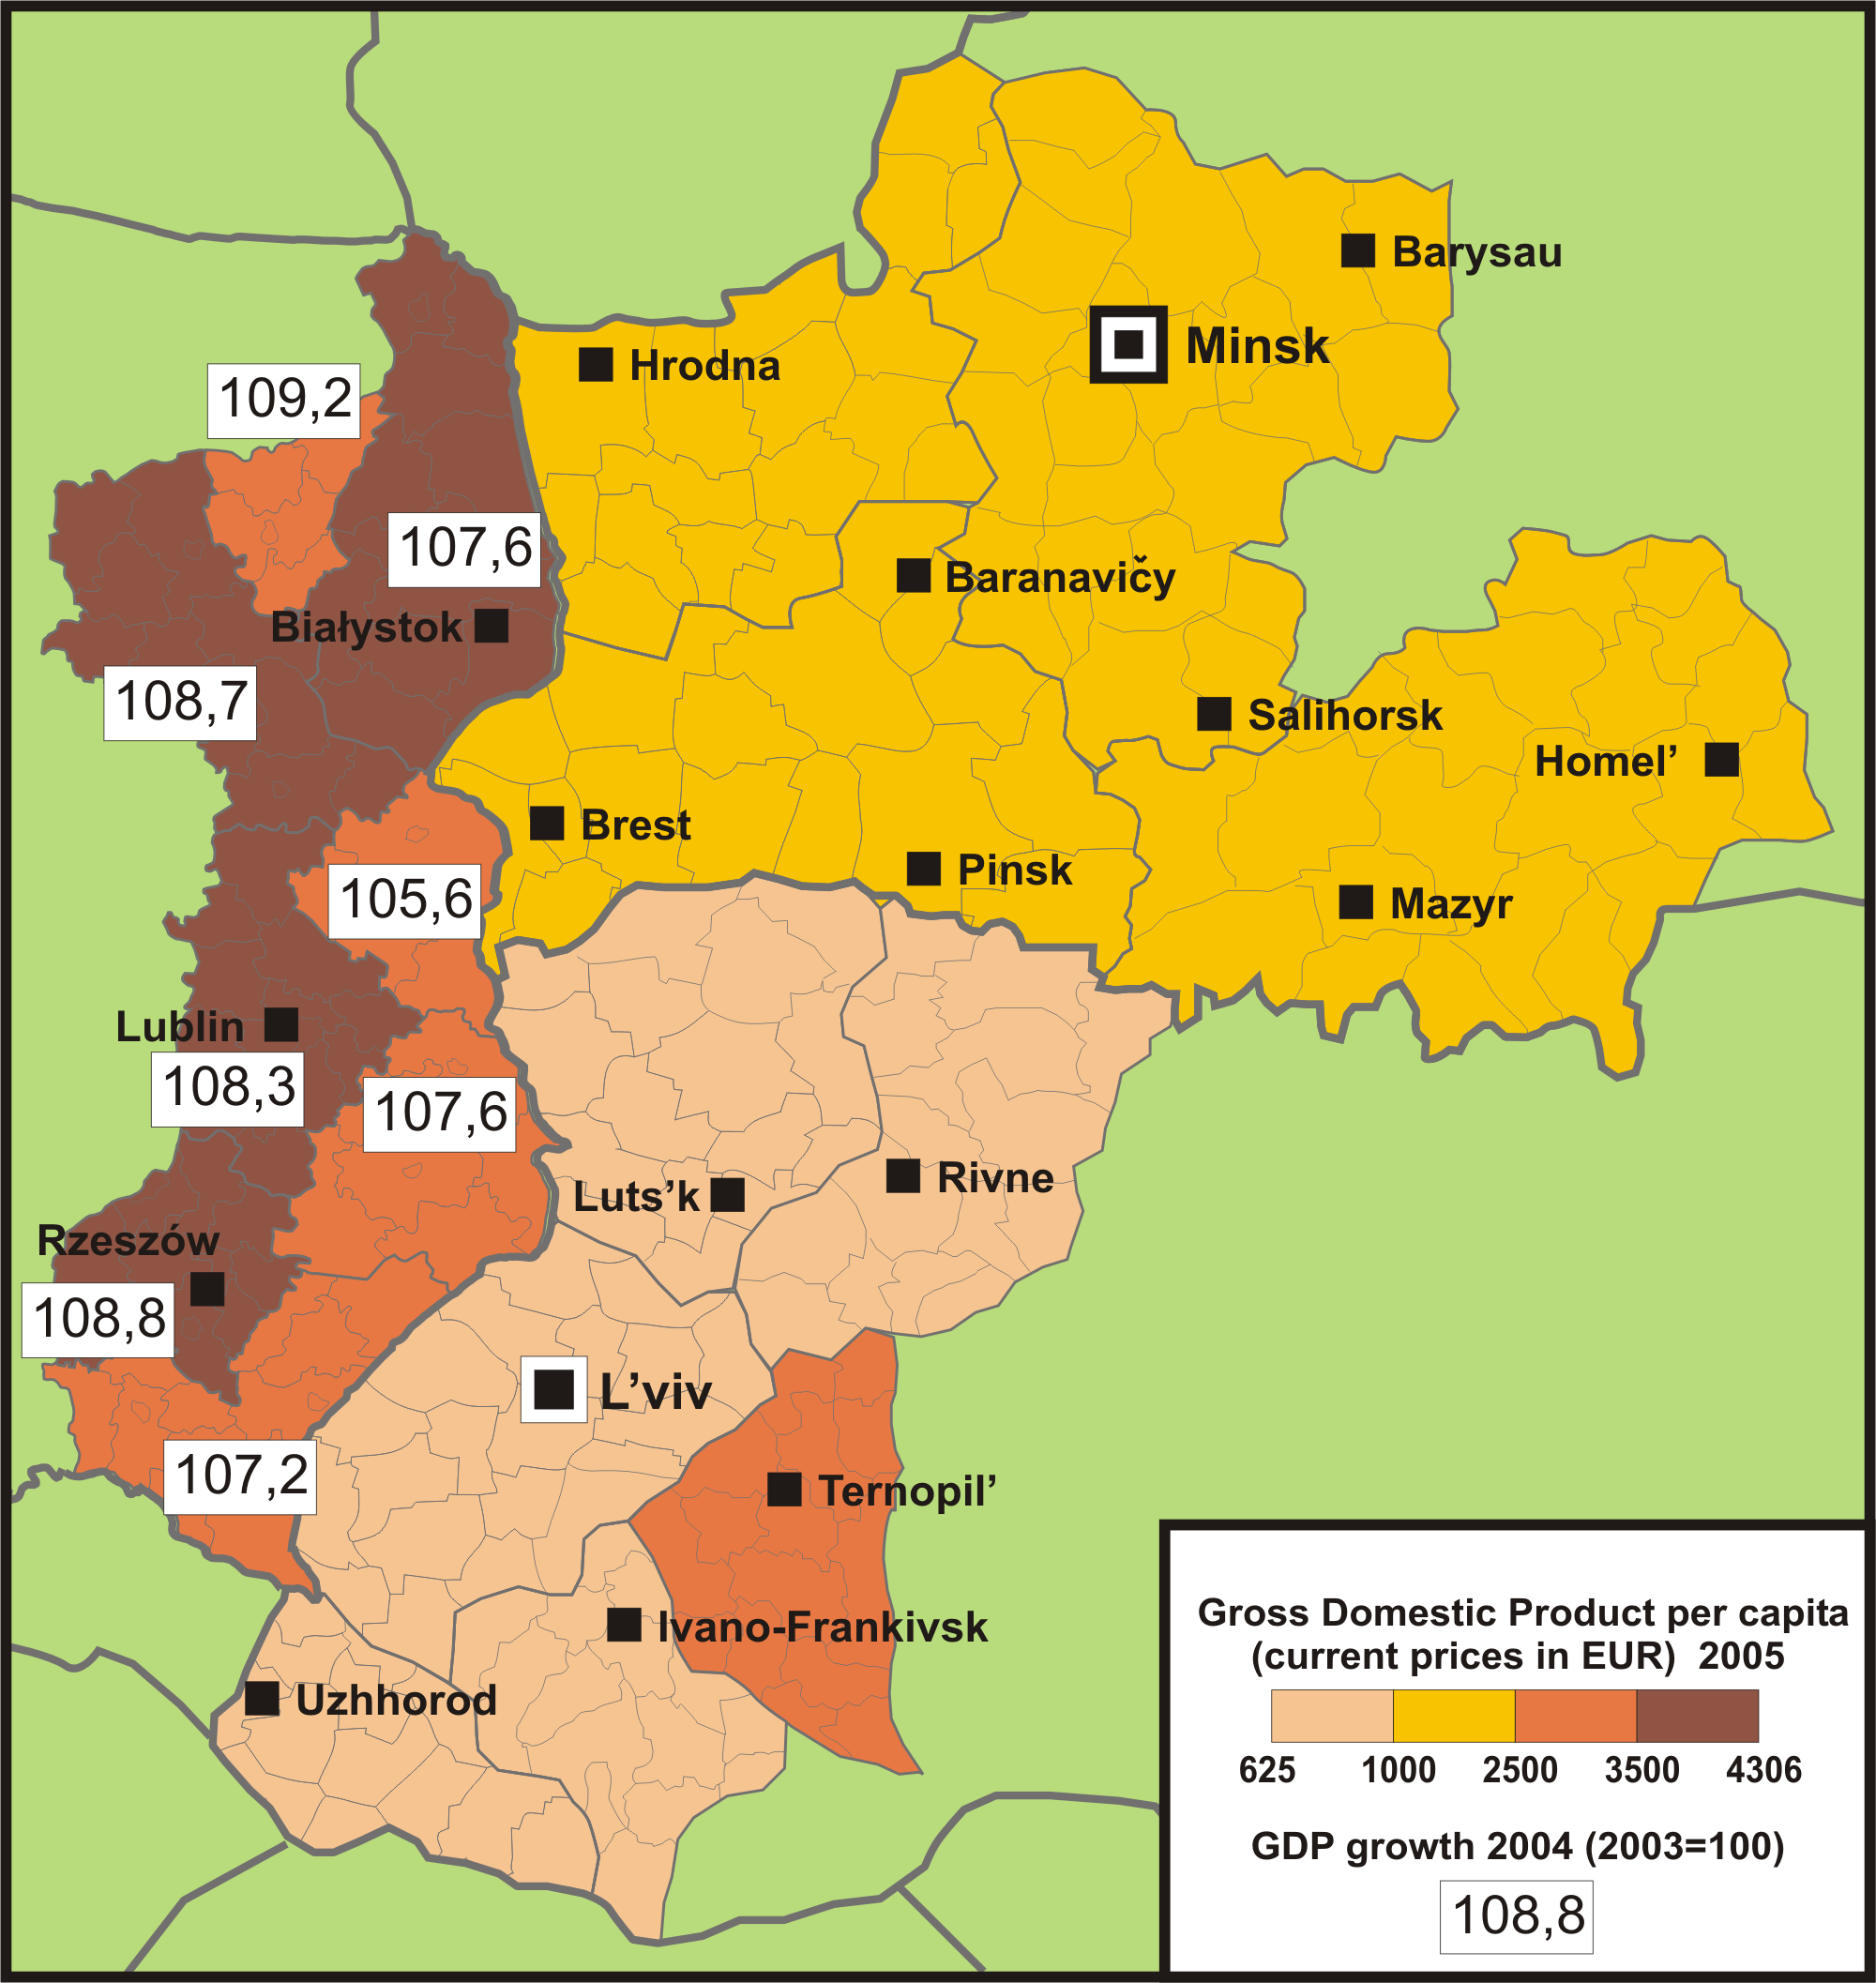 Barysau
Minsk
Hrodna
109,2
107,6
Baranavičy
Białystok
108,7
Salihorsk
Homel’
Brest
Pinsk
105,6
Mazyr
Lublin
108,3
107,6
Rivne
Luts’k
Rzeszów
108,8
L’viv
107,2
Ternopil’
Ivano-Frankivsk
Uzhhorod
Gross Domestic Product per capita
(current prices in EUR) 2005
625 1000 2500 3500 4306
GDP growth 2004 (2003=100)
108,8